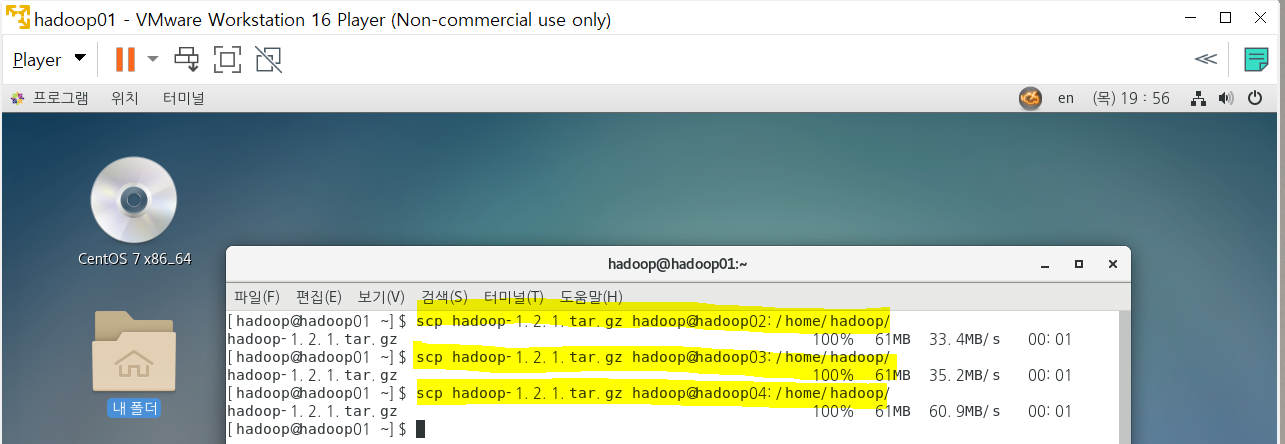 hadoop01 - VMware Workstation 16 Player (Non-commercial use only)
Player
프로그램 위치 터미널 en (목) 19 : 56
CentOS 7 x86_64
내 폴더
hadoop@hadoop01:~
파일(F) 편집(E) 보기(V) 검색(S) 터미널(T) 도움말(H)
[hadoop@hadoop01 ~]$ scp hadoop-1.2.1.tar.gz hadoop@hadoop02:/home/hadoop/
hadoop-1.2.1.tar.gz 100% 61MB 33.4MB/s 00:01
[hadoop@hadoop01 ~]$ scp hadoop-1.2.1.tar.gz hadoop@hadoop03:/home/hadoop/
hadoop-1.2.1.tar.gz 100% 61MB 35.2MB/s 00:01
[hadoop@hadoop01 ~]$ scp hadoop-1.2.1.tar.gz hadoop@hadoop04:/home/hadoop/
hadoop-1.2.1.tar.gz 100% 61MB 60.9MB/s 00:01
[hadoop@hadoop01 ~]$